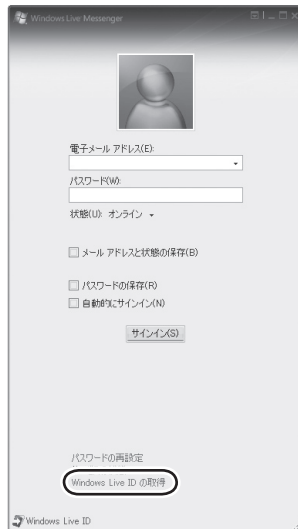 Windows Live Messenger
電子メール アドレス(E):
パスワード(W):
状態(U): オンライン
メール アドレスと状態の保存(B)
パスワードの保存(R)
自動的にサインイン(N)
サインイン(S)
パスワードの再設定
Windows Live ID の取得
Windows Live ID